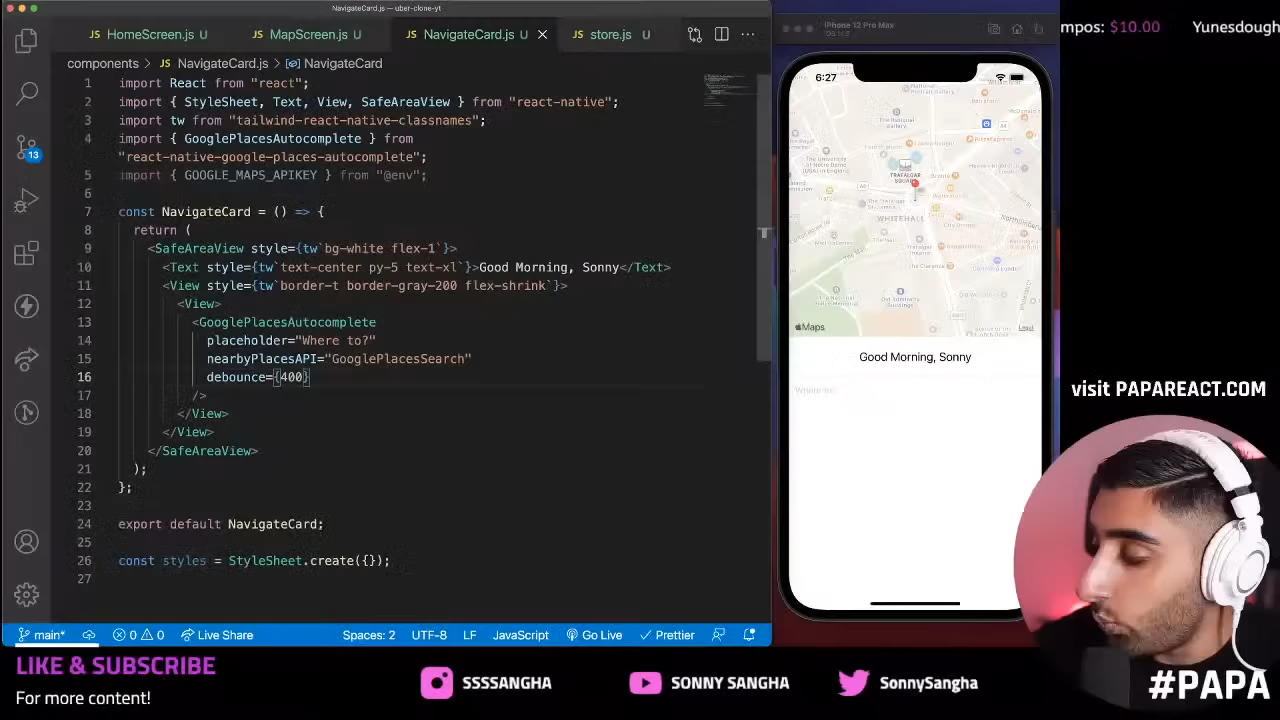 NavigateCard.js — uber-clone-yt
HomeScreen.js U
MapScreen.js U
NavigateCard.js U
store.js U
components > JS NavigateCard.js > NavigateCard
1 import React from "react";
2 import { StyleSheet, Text, View, SafeAreaView } from "react-native";
3 import tw from "tailwind-react-native-classnames";
4 import { GooglePlacesAutocomplete } from
"react-native-google-places-autocomplete";
5 import { GOOGLE_MAPS_APIKEY } from "@env";
7 const NavigateCard = () => {
return (
<SafeAreaView style={tw`bg-white flex-1`}>
10 <Text style={tw`text-center py-5 text-xl`}>Good Morning, Sonny</Text>
11 <View style={tw`border-t border-gray-200 flex-shrink`}>
12 <View>
13 <GooglePlacesAutocomplete
14 placeholder="Where to?"
15 nearbyPlacesAPI="GooglePlacesSearch"
16 debounce={400}
17 />
18 </View>
19 </View>
20 </SafeAreaView>
21 );
22 };
23
24 export default NavigateCard;
25
26 const styles = StyleSheet.create({});
27
13
main*
0 0
Live Share
Spaces: 2
UTF-8
LF
JavaScript
Go Live
Prettier
iPhone 12 Pro Max
6:27
TRAFALGAR
SQUARE
WHITEHALL
Maps
Legal
Good Morning, Sonny
Where to?
mpos: $10.00
Yunesdough
visit PAPAREACT.COM
LIKE & SUBSCRIBE
For more content!
SSSSANGHA
SONNY SANGHA
SonnySangha
#PAPA